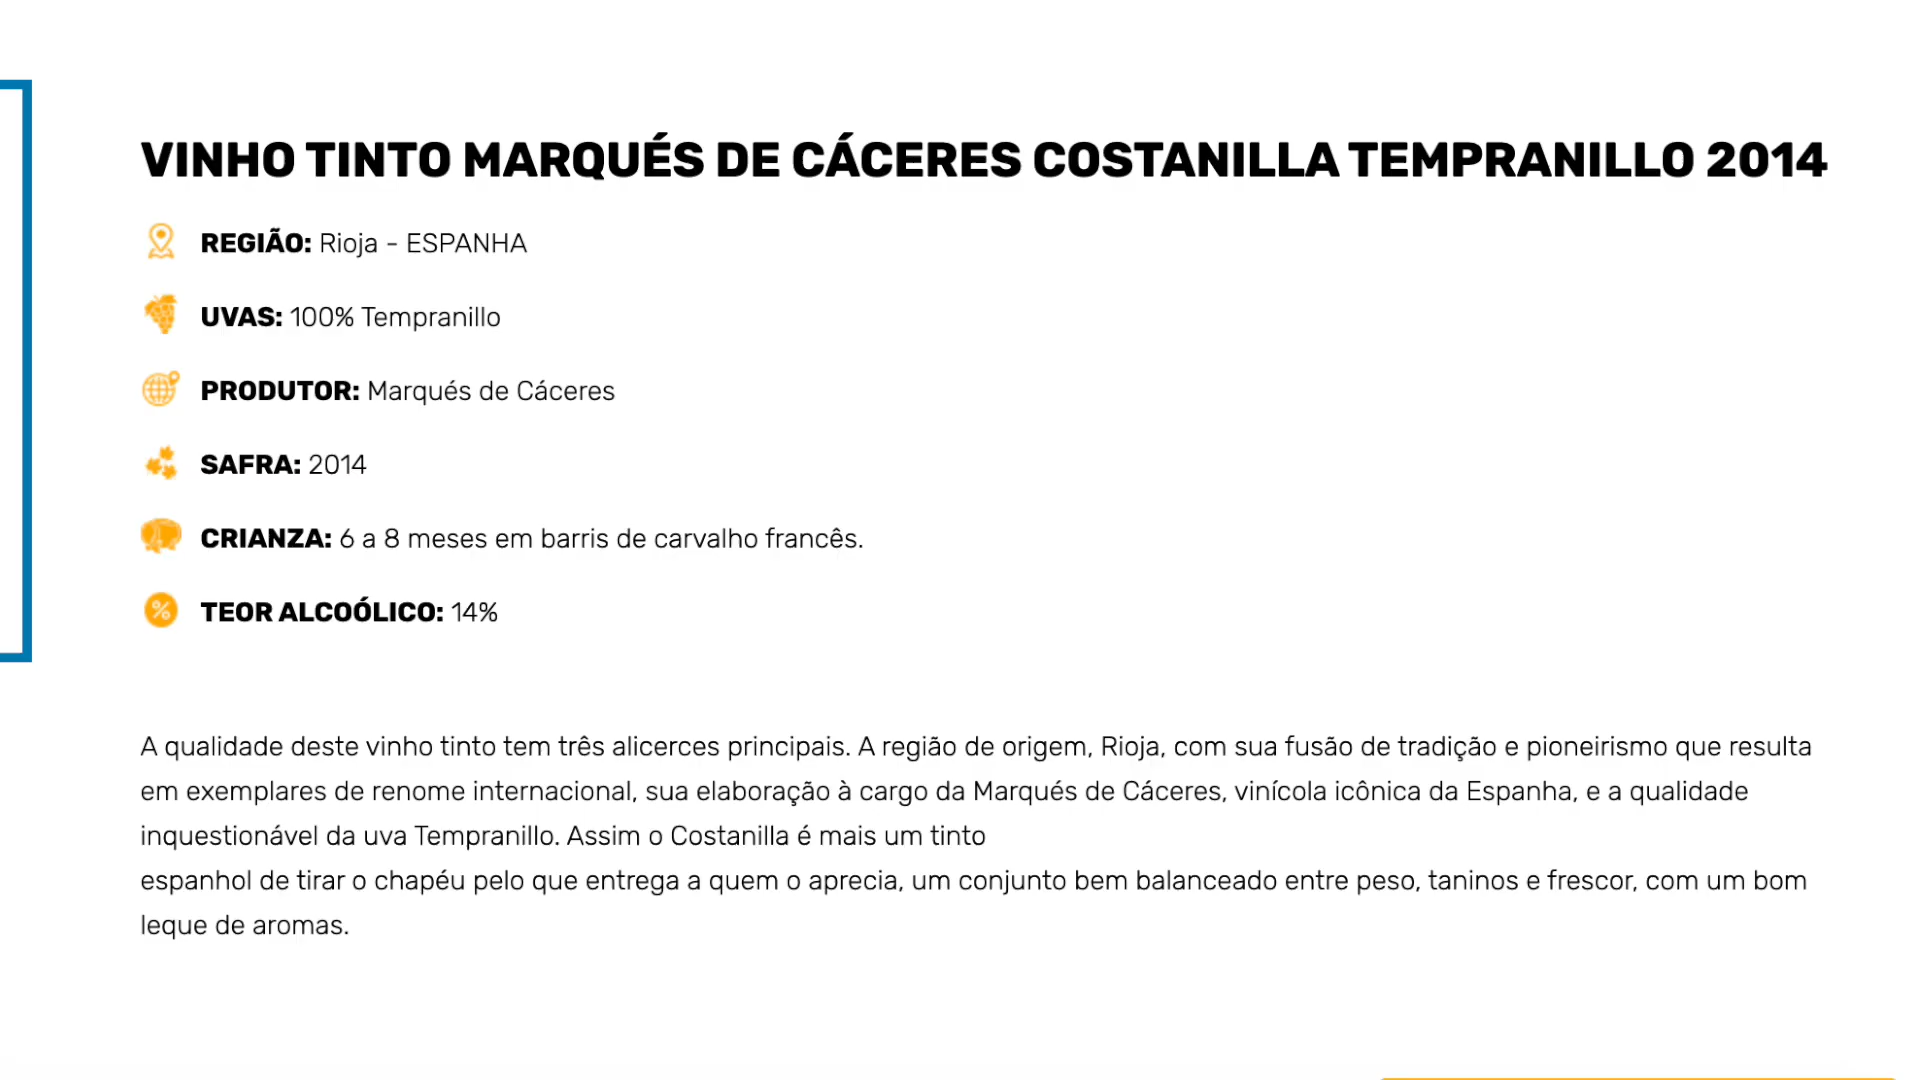 VINHO TINTO MARQUÉS DE CÁCERES COSTANILLA TEMPRANILLO 2014
REGIÃO: Rioja - ESPANHA
UVAS: 100% Tempranillo
PRODUTOR: Marqués de Cáceres
SAFRA: 2014
CRIANZA: 6 a 8 meses em barris de carvalho francês.
TEOR ALCOÓLICO: 14%
A qualidade deste vinho tinto tem três alicerces principais. A região de origem, Rioja, com sua fusão de tradição e pioneirismo que resulta
em exemplares de renome internacional, sua elaboração à cargo da Marqués de Cáceres, vinícola icônica da Espanha, e a qualidade
inquestionável da uva Tempranillo. Assim o Costanilla é mais um tinto
espanhol de tirar o chapéu pelo que entrega a quem o aprecia, um conjunto bem balanceado entre peso, taninos e frescor, com um bom
leque de aromas.